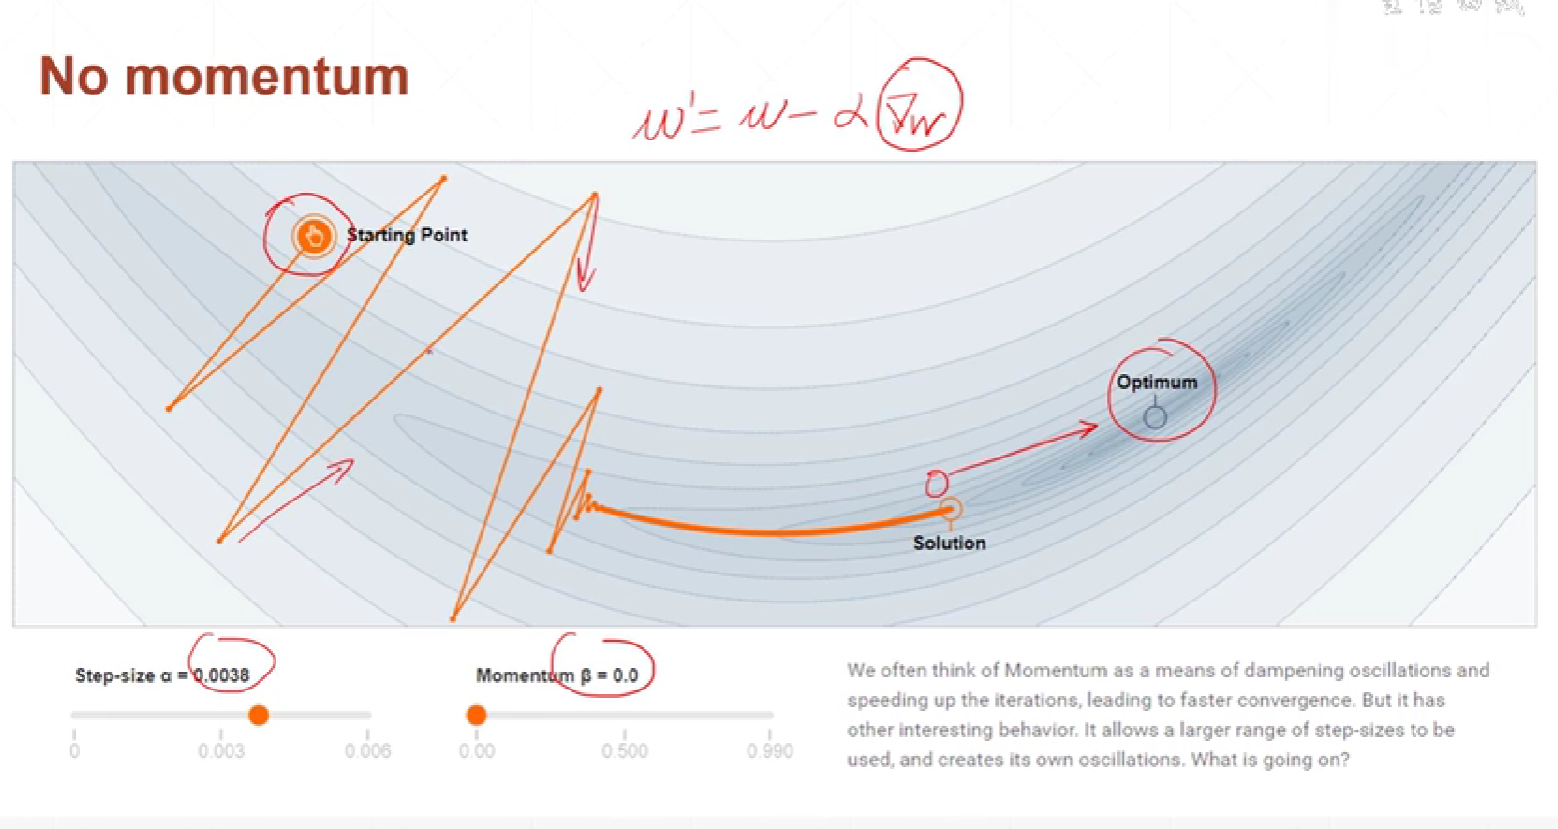 No momentum
w' = w - α ∇w
Starting Point
Optimum
Solution
Step-size α = 0.0038
0 0.003 0.006
Momentum β = 0.0
0.00 0.500 0.990
We often think of Momentum as a means of dampening oscillations and
speeding up the iterations, leading to faster convergence. But it has
other interesting behavior. It allows a larger range of step-sizes to be
used, and creates its own oscillations. What is going on?